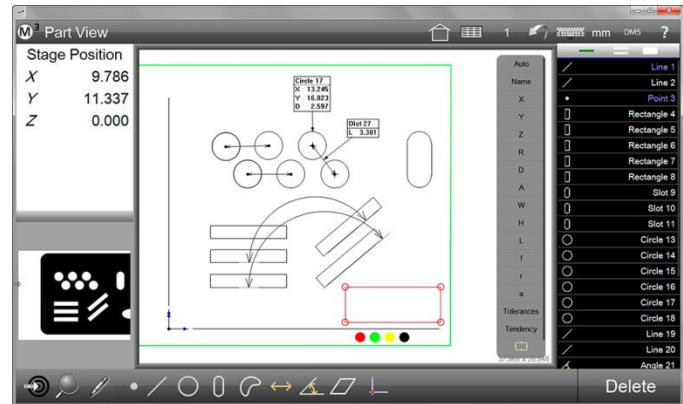 M³ Part View
1
mm
DMS
?
Stage Position
X 9.786
Y 11.337
Z 0.000
Circle 17
X 13.245
Y 16.023
D 2.597
Dist 27
L 3.381
Auto
Name
X
Y
Z
R
D
A
W
H
L
f
r
a
Tolerances
Tendency
Line 1
Line 2
Point 3
Rectangle 4
Rectangle 5
Rectangle 6
Rectangle 7
Rectangle 8
Slot 9
Slot 10
Slot 11
Circle 13
Circle 14
Circle 15
Circle 16
Circle 17
Circle 18
Line 19
Line 20
Angle 21
Delete